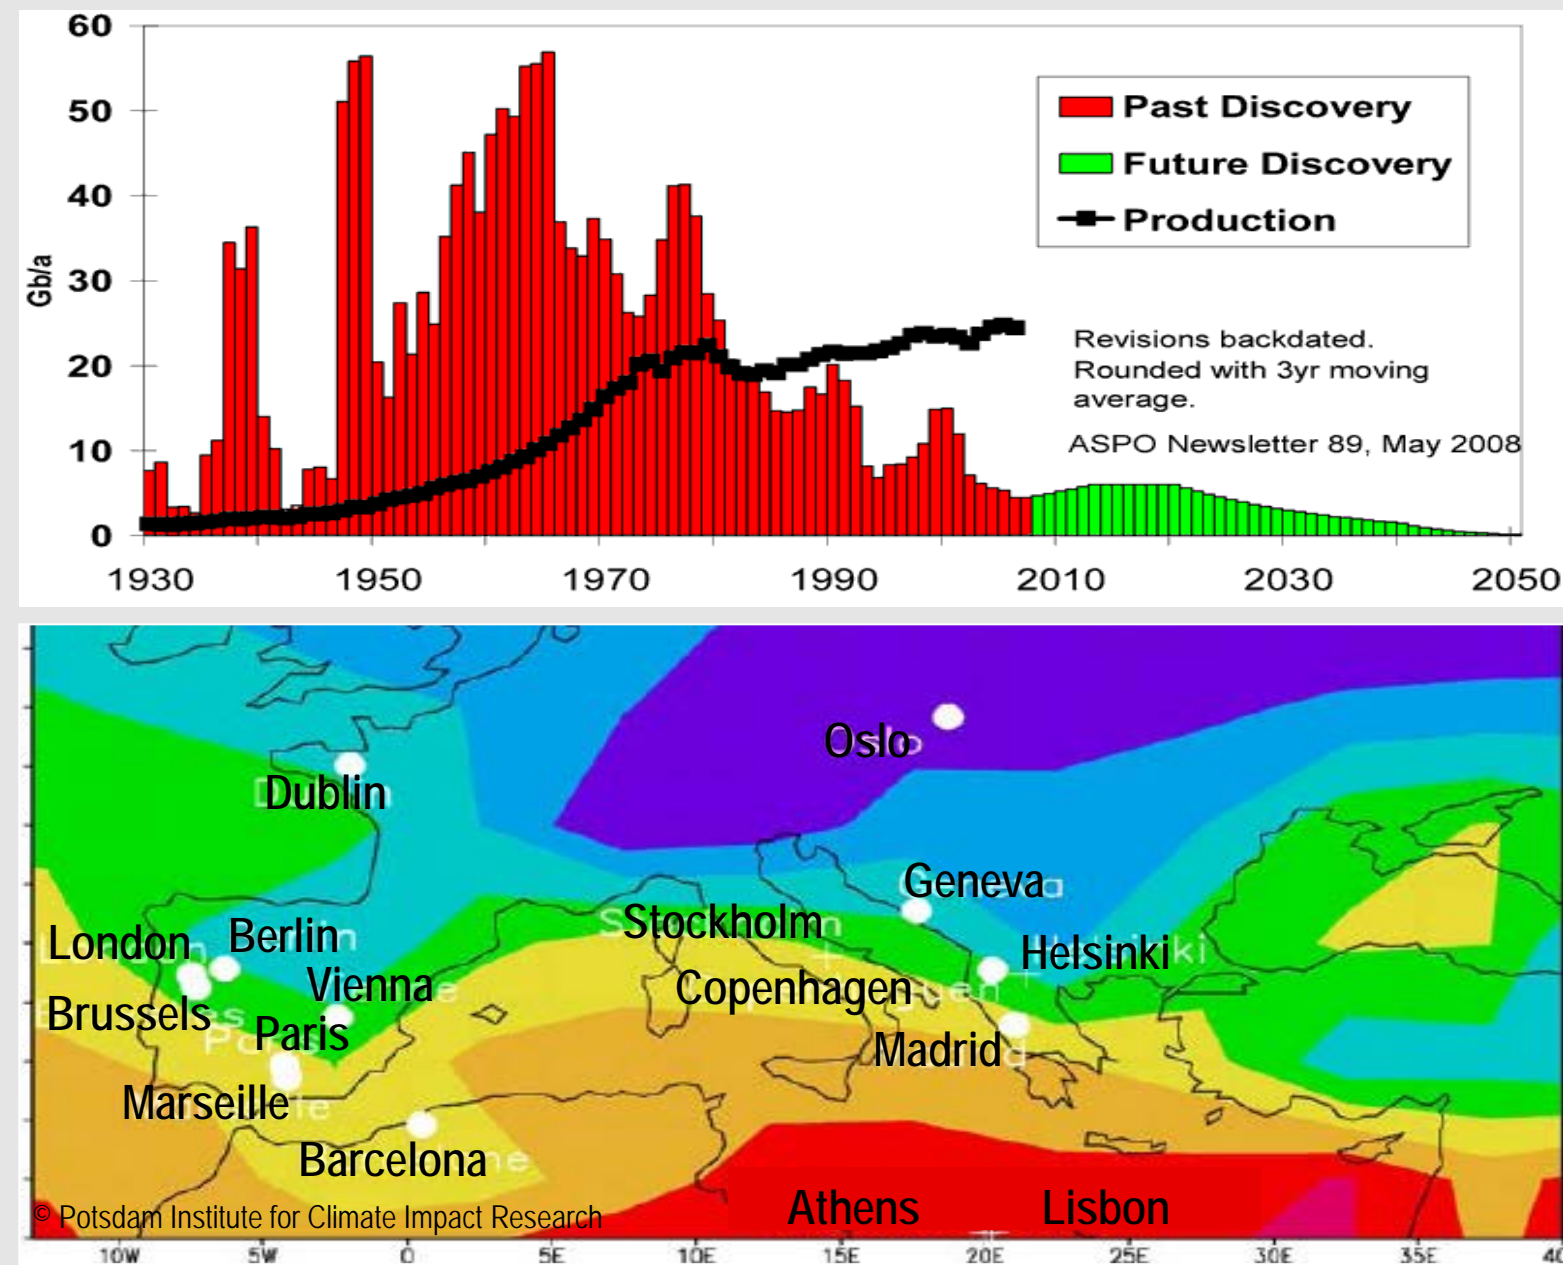 60
50
40
30
20
10
0
Gb/a
Past Discovery
Future Discovery
Production
Revisions backdated.
Rounded with 3yr moving
average.
ASPO Newsletter 89, May 2008
1930 1950 1970 1990 2010 2030 2050
Oslo
Dublin
Geneva
Stockholm
London Berlin
Helsinki
Vienna
Copenhagen
Brussels
Paris
Madrid
Marseille
Barcelona
Athens Lisbon
© Potsdam Institute for Climate Impact Research
10W 5W 0 5E 10E 15E 20E 25E 30E 35E 40